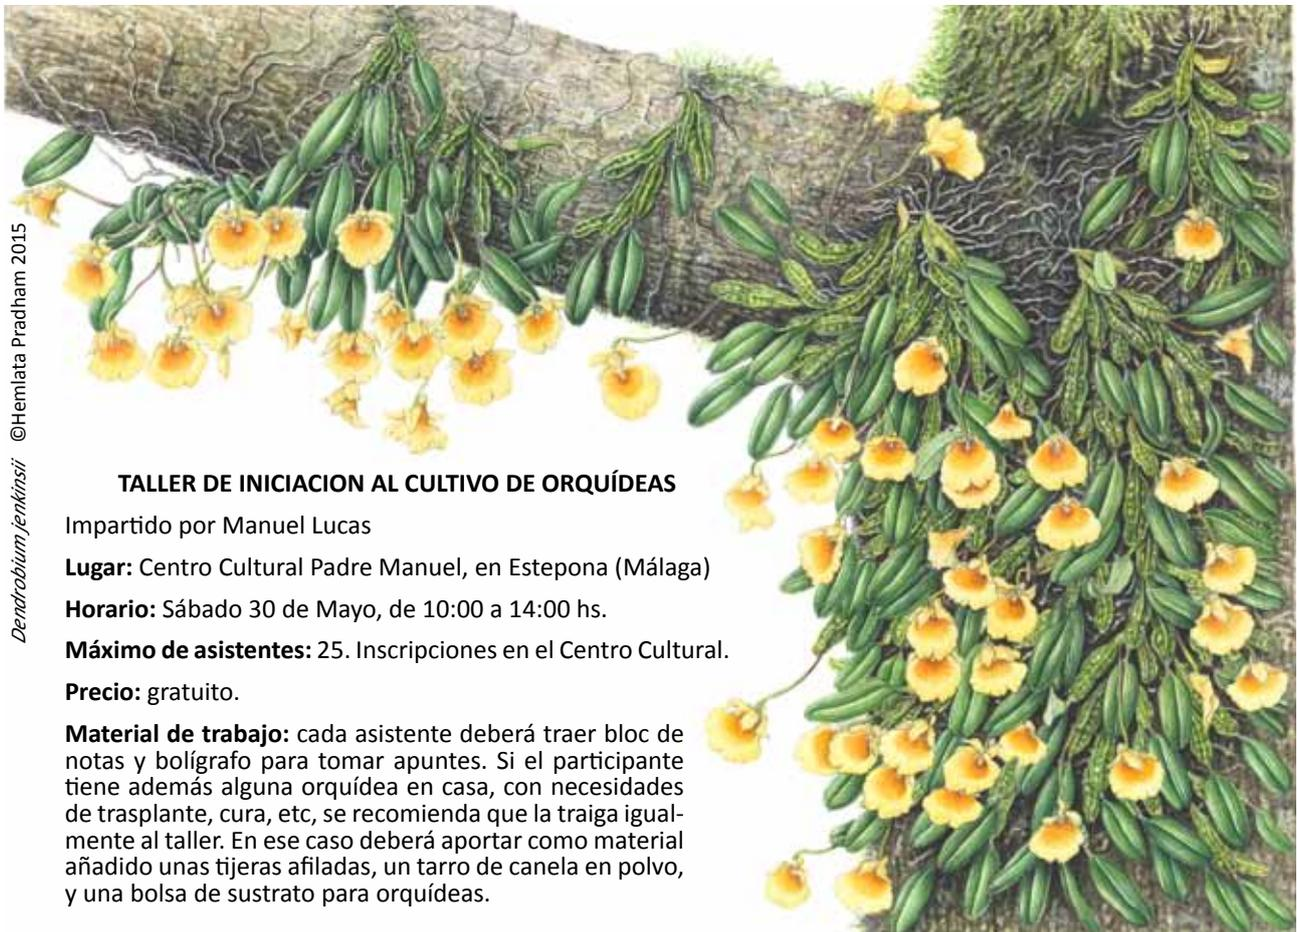 TALLER DE INICIACION AL CULTIVO DE ORQUÍDEAS
Impartido por Manuel Lucas
Lugar: Centro Cultural Padre Manuel, en Estepona (Málaga)
Horario: Sábado 30 de Mayo, de 10:00 a 14:00 hs.
Máximo de asistentes: 25. Inscripciones en el Centro Cultural.
Precio: gratuito.
Material de trabajo: cada asistente deberá traer bloc de
notas y bolígrafo para tomar apuntes. Si el participante
tiene además alguna orquídea en casa, con necesidades
de trasplante, cura, etc, se recomienda que la traiga igual-
mente al taller. En ese caso deberá aportar como material
añadido unas tijeras afiladas, un tarro de canela en polvo,
y una bolsa de sustrato para orquídeas.
Dendrobium jenkinsii ©Hemlata Pradham 2015